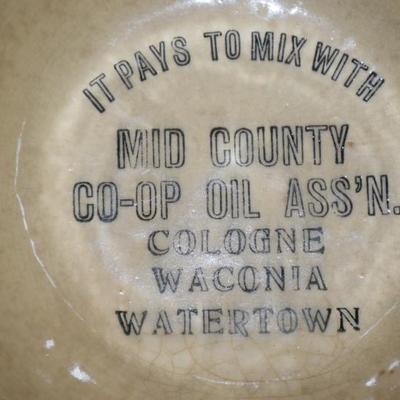 IT PAYS TO MIX WITH
MID COUNTY
CO-OP OIL ASS'N.
COLOGNE
WACONIA
WATERTOWN